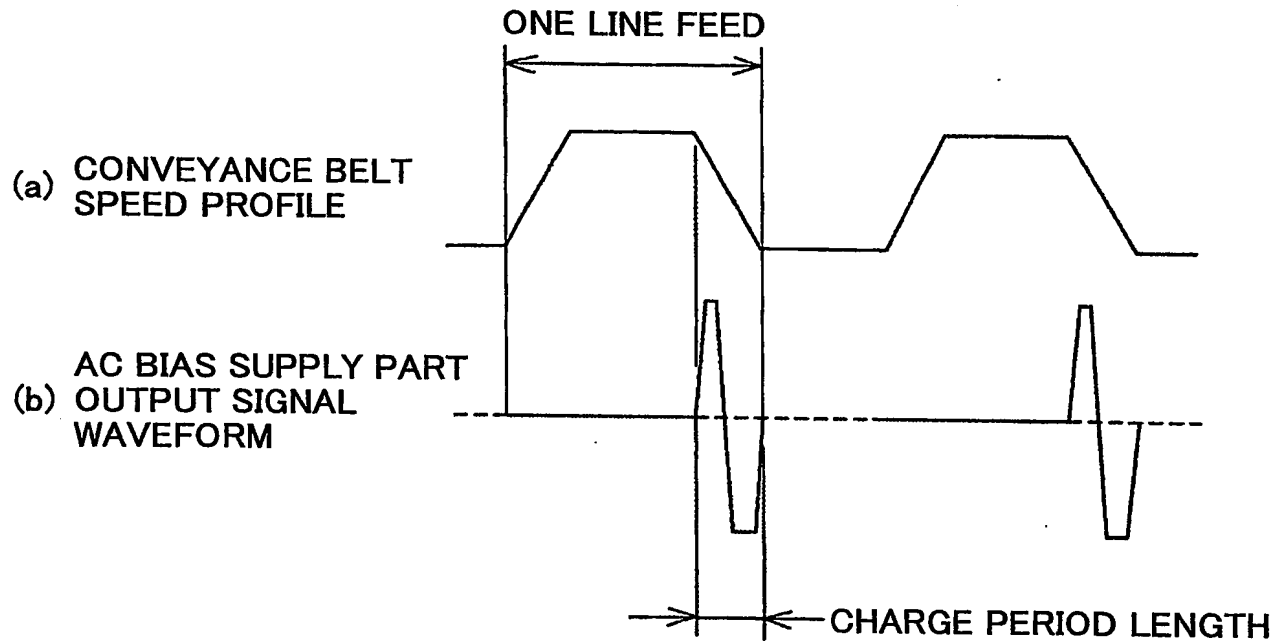 ONE LINE FEED
(a) CONVEYANCE BELT
SPEED PROFILE
AC BIAS SUPPLY PART
(b) OUTPUT SIGNAL
WAVEFORM
CHARGE PERIOD LENGTH